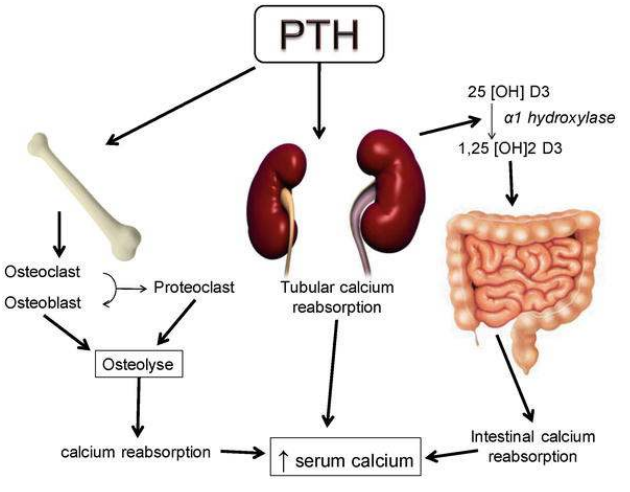 PTH
25 [OH] D3
α1 hydroxylase
1,25 [OH]2 D3
Osteoclast
Osteoblast
Proteoclast
Tubular calcium
reabsorption
Osteolyse
calcium reabsorption
↑ serum calcium
Intestinal calcium
reabsorption